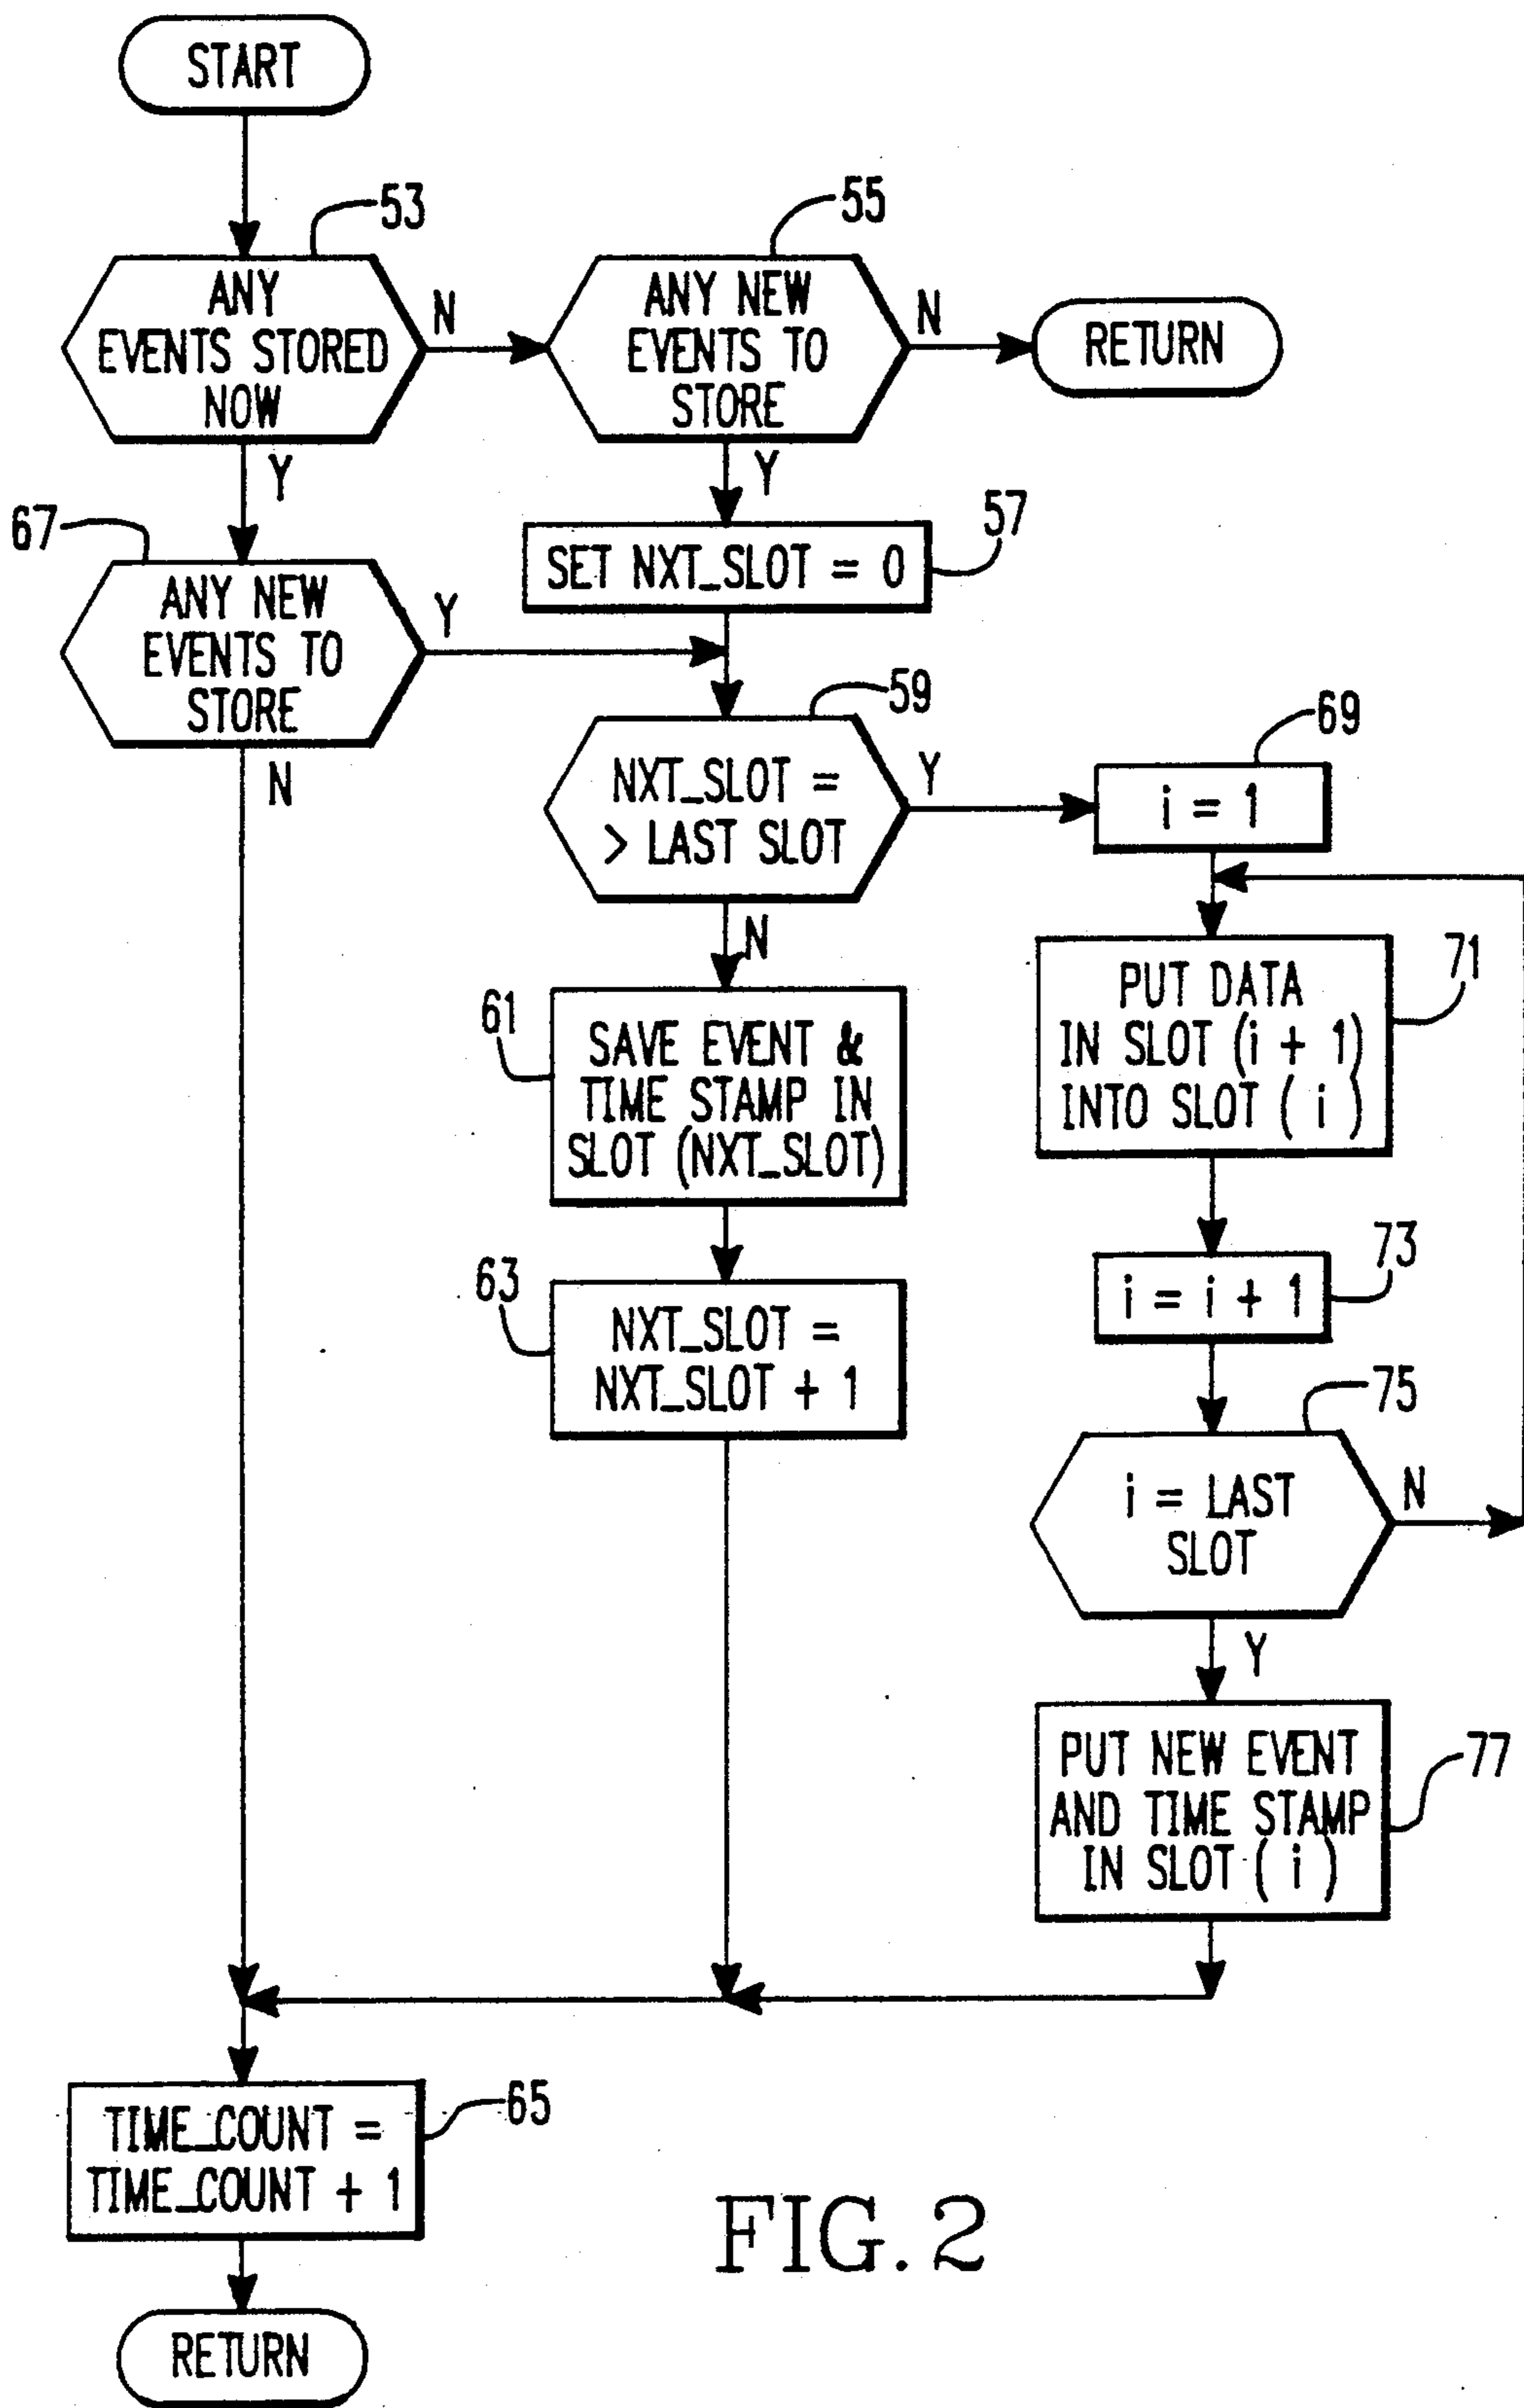 START
53
ANY
EVENTS STORED
NOW
N
Y
55
ANY NEW
EVENTS TO
STORE
N
RETURN
Y
57
SET NXT_SLOT = 0
67
ANY NEW
EVENTS TO
STORE
Y
N
59
NXT_SLOT =
> LAST SLOT
Y
N
69
i = 1
71
PUT DATA
IN SLOT (i + 1)
INTO SLOT ( i )
61
SAVE EVENT &
TIME STAMP IN
SLOT (NXT_SLOT)
73
i = i + 1
63
NXT_SLOT =
NXT_SLOT + 1
75
i = LAST
SLOT
N
Y
77
PUT NEW EVENT
AND TIME STAMP
IN SLOT ( i )
65
TIME_COUNT =
TIME_COUNT + 1
RETURN
FIG. 2